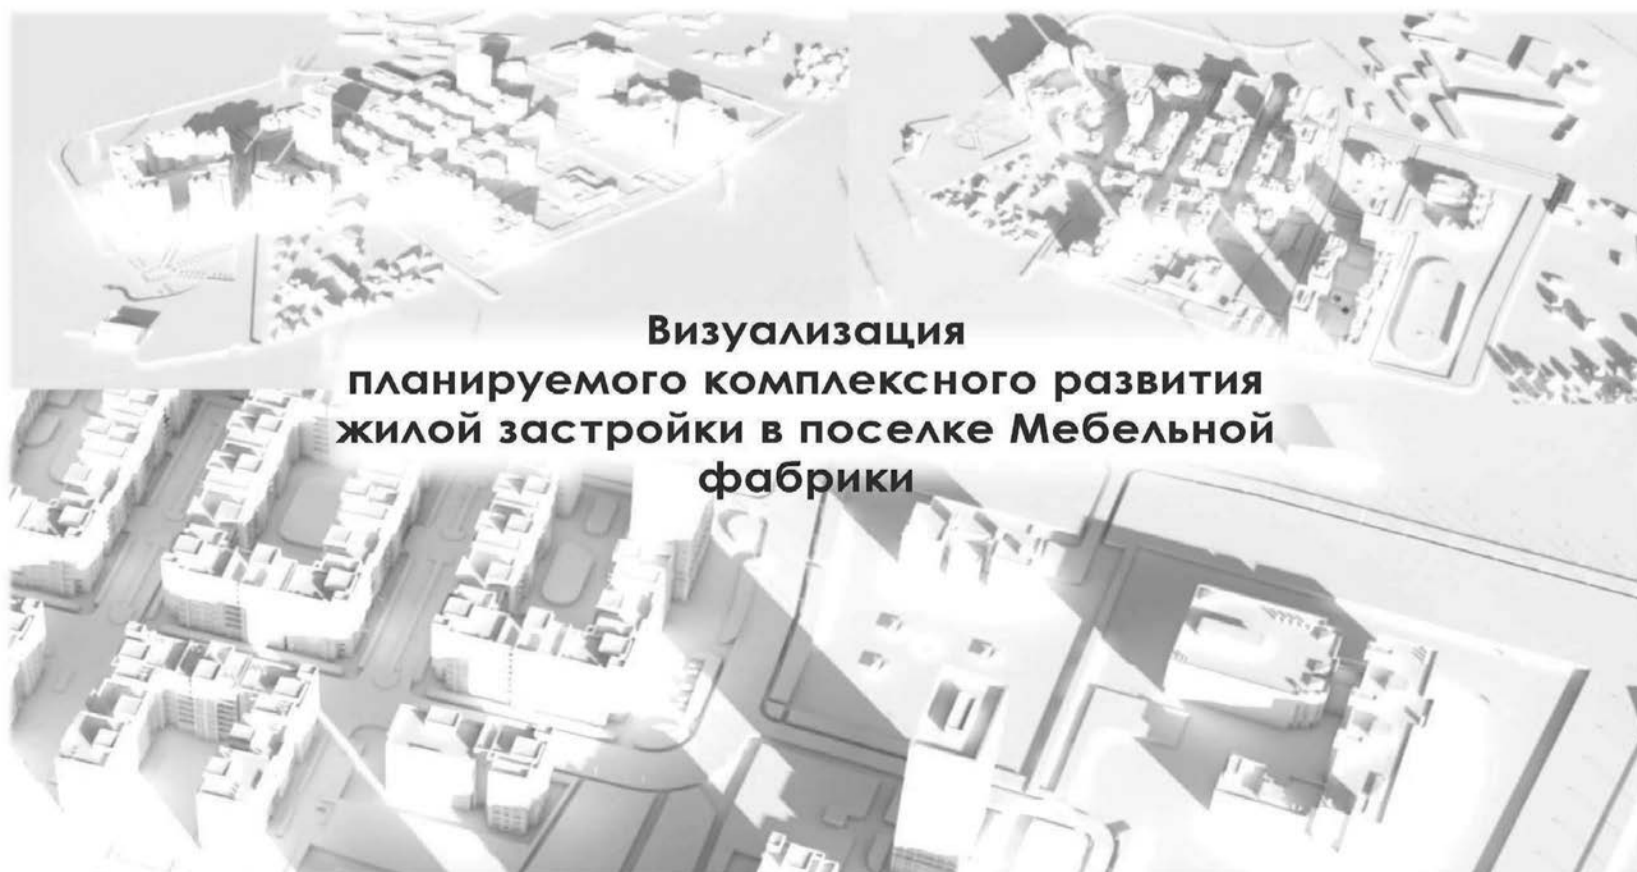 Визуализация
планируемого комплексного развития
жилой застройки в поселке Мебельной
фабрики